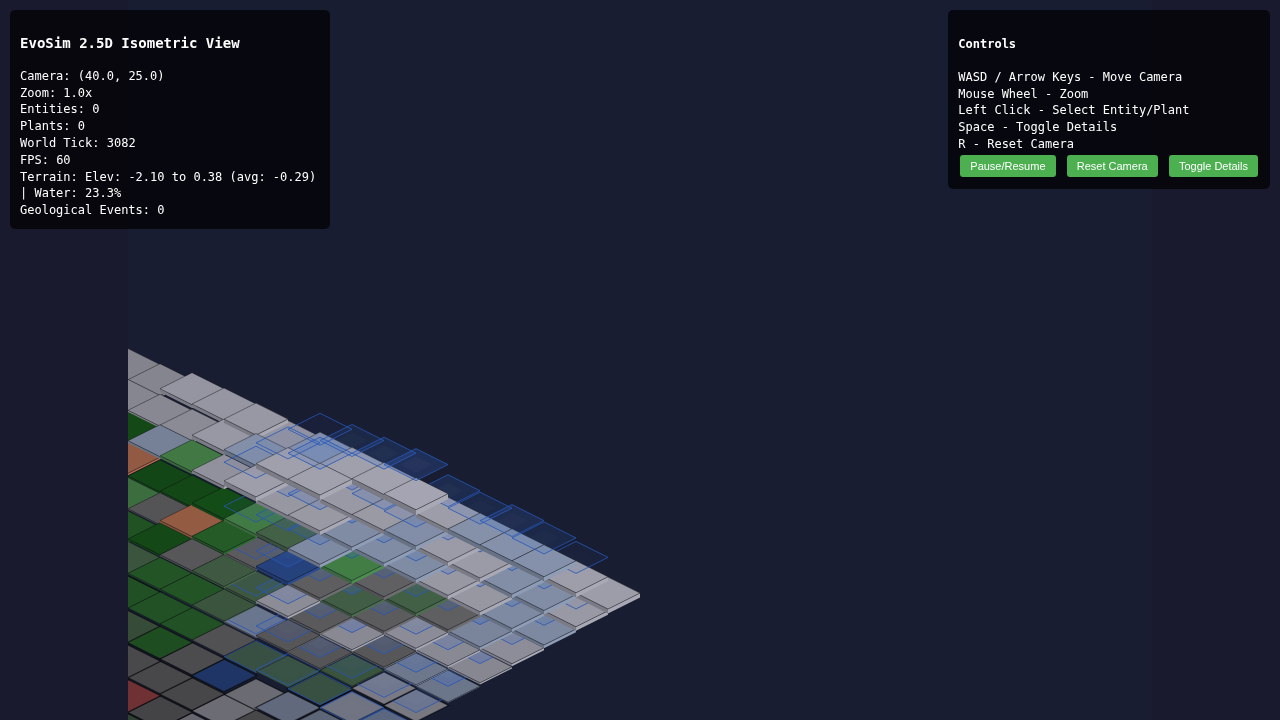 EvoSim 2.5D Isometric View
Camera: (40.0, 25.0)
Zoom: 1.0x
Entities: 0
Plants: 0
World Tick: 3082
FPS: 60
Terrain: Elev: -2.10 to 0.38 (avg: -0.29)
| Water: 23.3%
Geological Events: 0
Controls
WASD / Arrow Keys - Move Camera
Mouse Wheel - Zoom
Left Click - Select Entity/Plant
Space - Toggle Details
R - Reset Camera
Pause/Resume
Reset Camera
Toggle Details